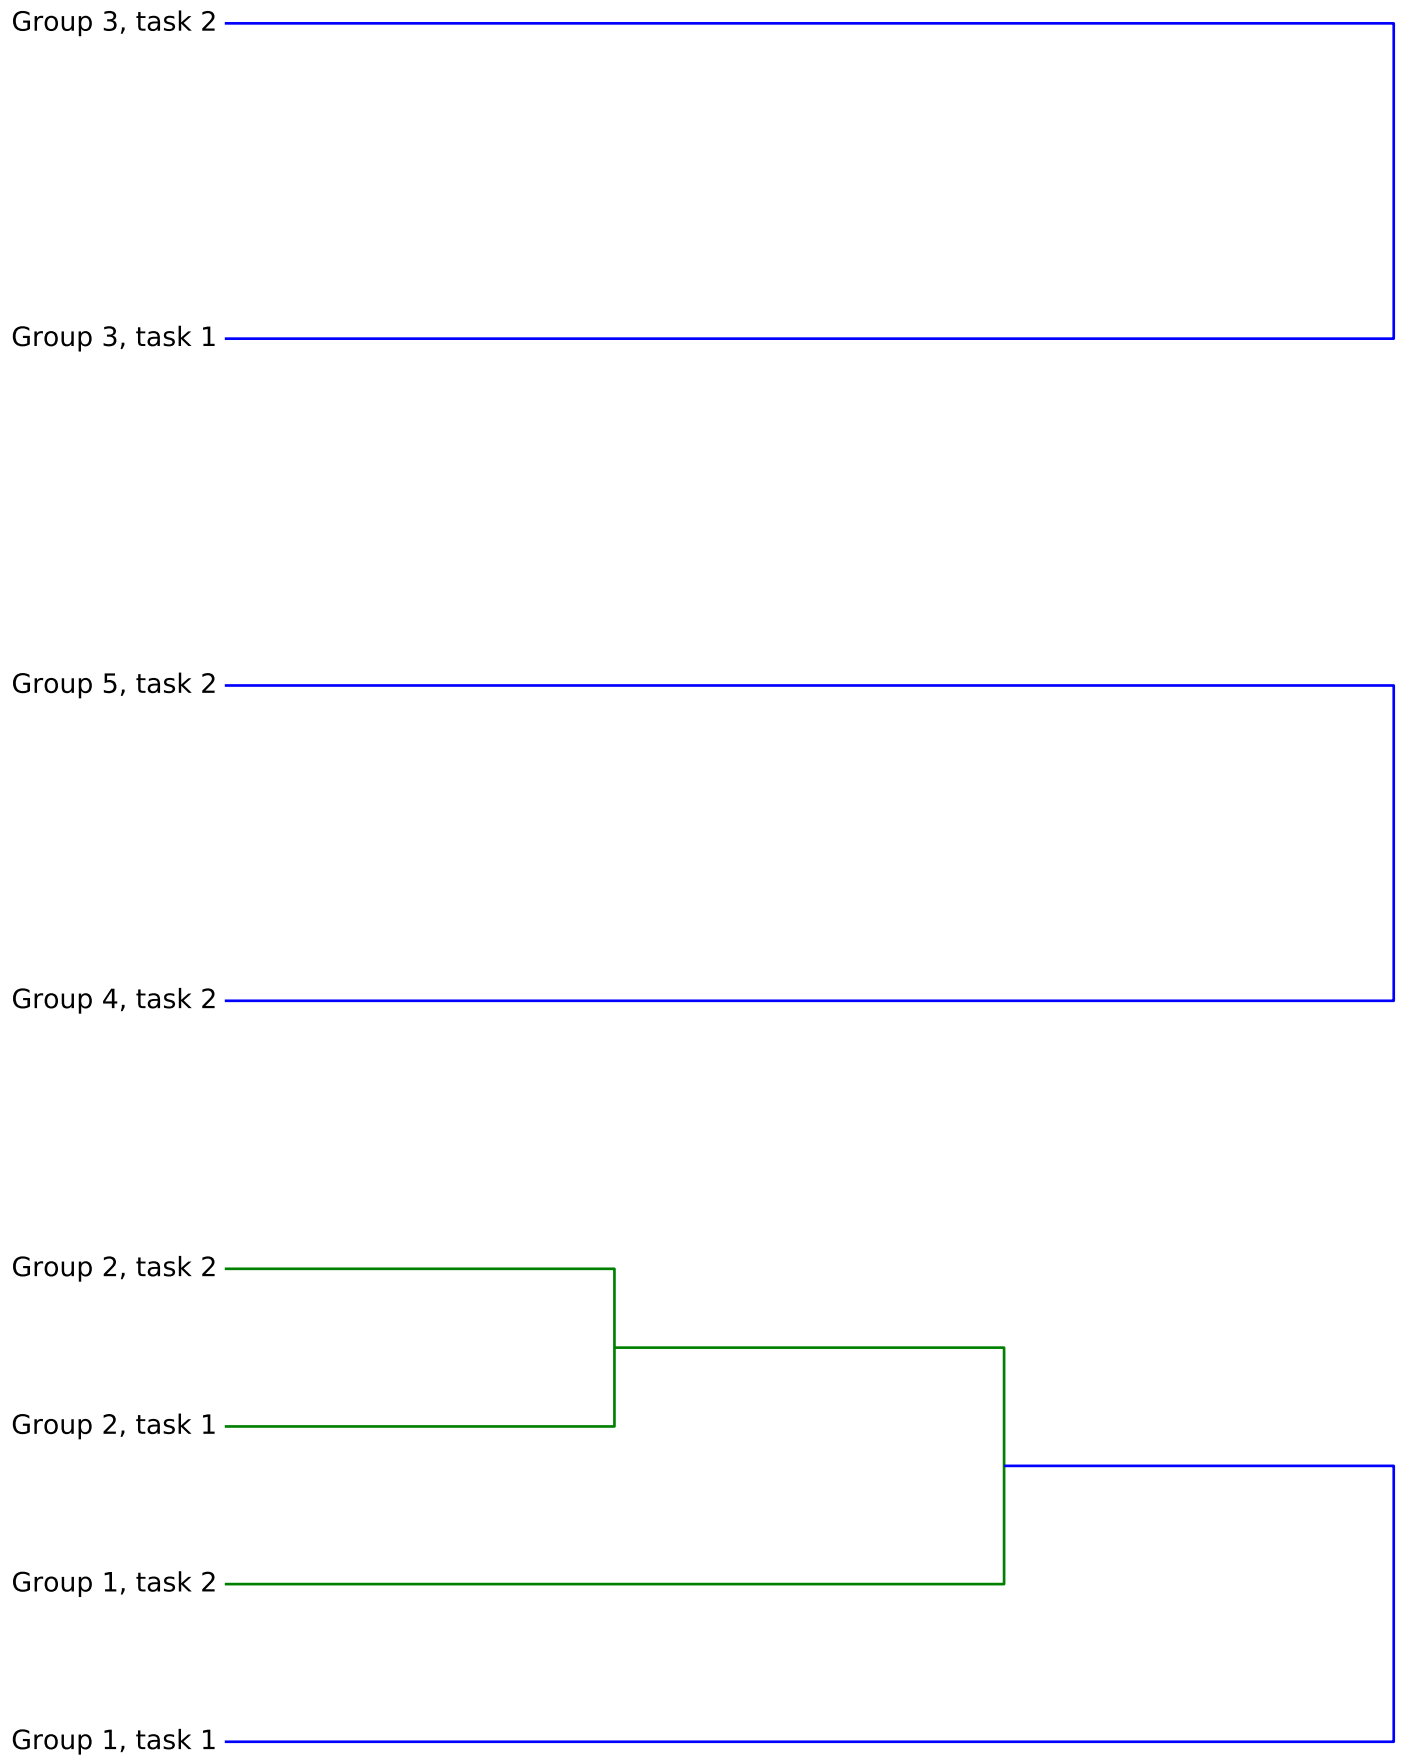 Group 3, task 2
Group 3, task 1
Group 5, task 2
Group 4, task 2
Group 2, task 2
Group 2, task 1
Group 1, task 2
Group 1, task 1